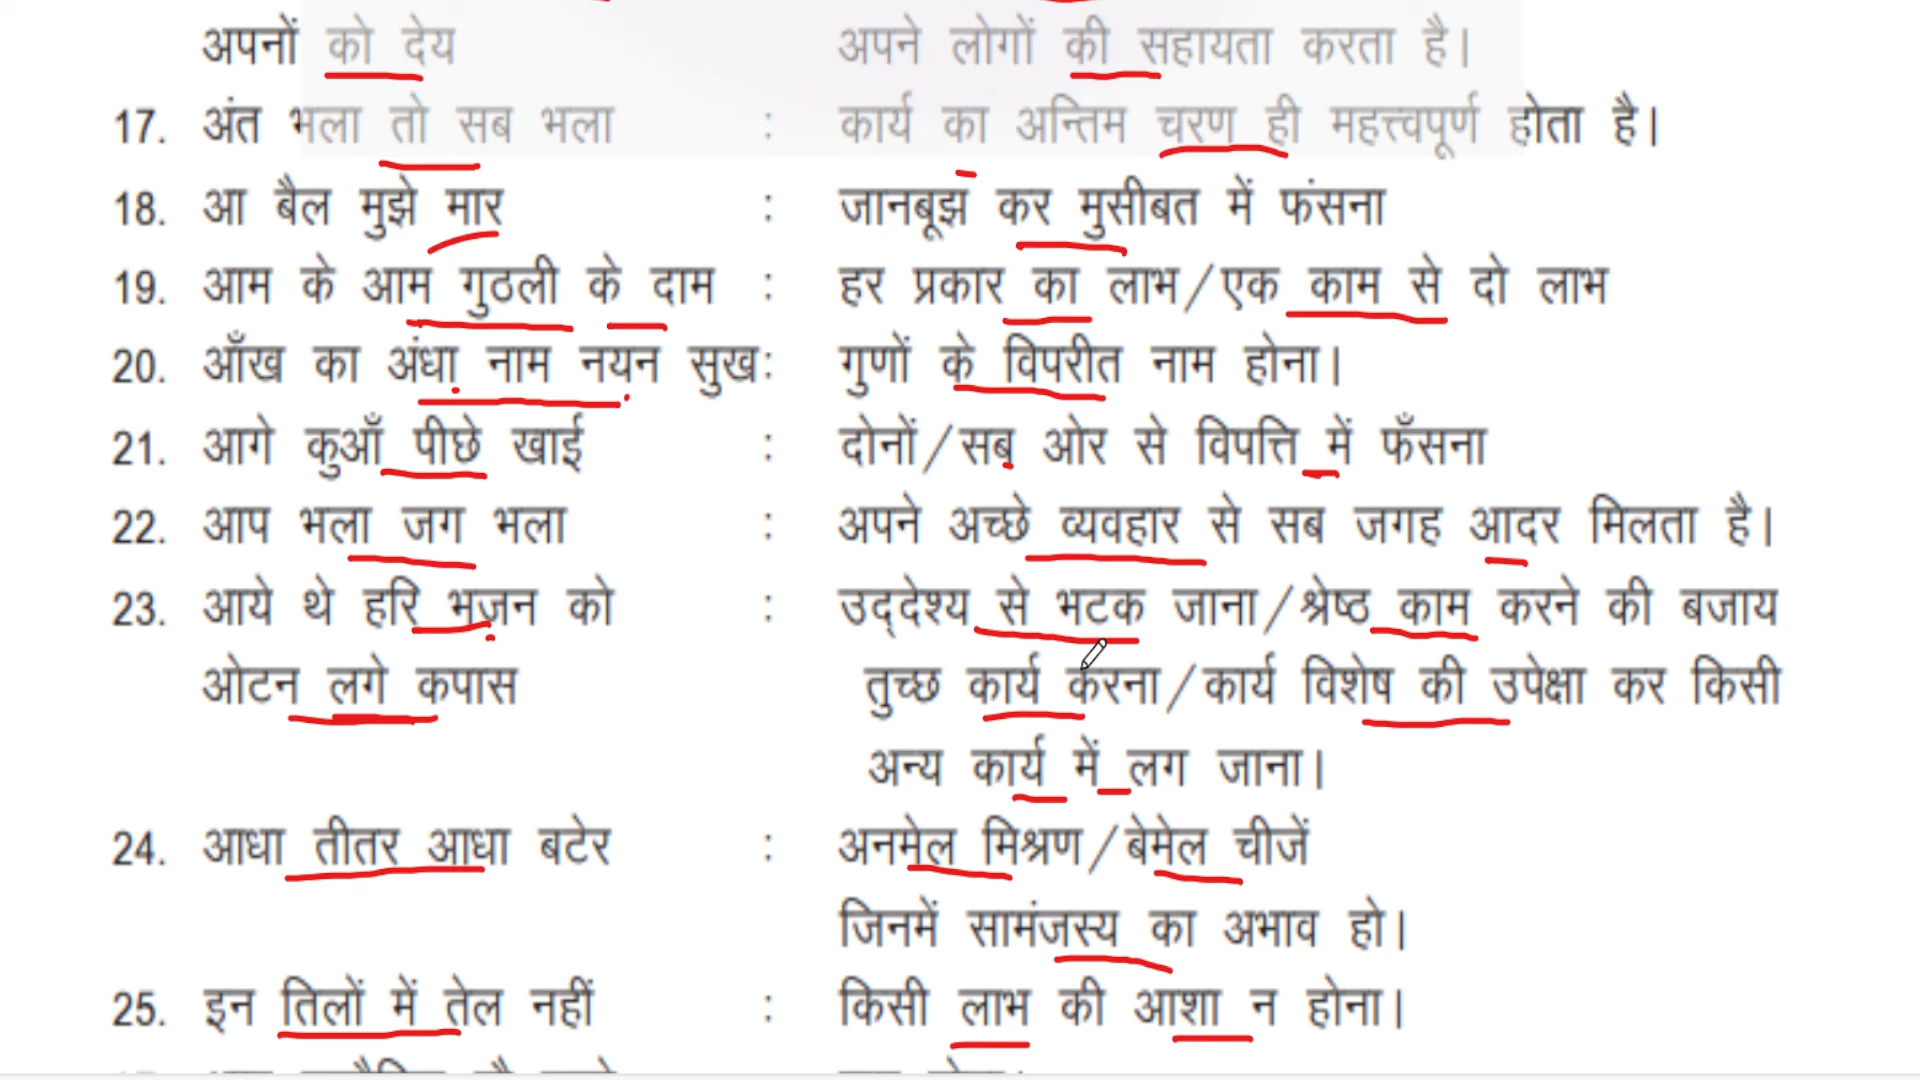 अपनों को देय अपने लोगों की सहायता करता है।
17. अंत भला तो सब भला : कार्य का अन्तिम चरण ही महत्त्वपूर्ण होता है।
18. आ बैल मुझे मार : जानबूझ कर मुसीबत में फंसना
19. आम के आम गुठली के दाम : हर प्रकार का लाभ/एक काम से दो लाभ
20. आँख का अंधा नाम नयन सुख: गुणों के विपरीत नाम होना।
21. आगे कुआँ पीछे खाई : दोनों/सब ओर से विपत्ति में फँसना
22. आप भला जग भला : अपने अच्छे व्यवहार से सब जगह आदर मिलता है।
23. आये थे हरि भजन को : उद्देश्य से भटक जाना/श्रेष्ठ काम करने की बजाय
ओटन लगे कपास तुच्छ कार्य करना/कार्य विशेष की उपेक्षा कर किसी
अन्य कार्य में लग जाना।
24. आधा तीतर आधा बटेर : अनमेल मिश्रण/बेमेल चीजें
जिनमें सामंजस्य का अभाव हो।
25. इन तिलों में तेल नहीं : किसी लाभ की आशा न होना।